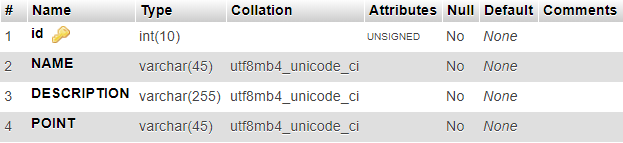 # Name Type Collation Attributes Null Default Comments
1 id int(10) UNSIGNED No None
2 NAME varchar(45) utf8mb4_unicode_ci No None
3 DESCRIPTION varchar(255) utf8mb4_unicode_ci No None
4 POINT varchar(45) utf8mb4_unicode_ci No None